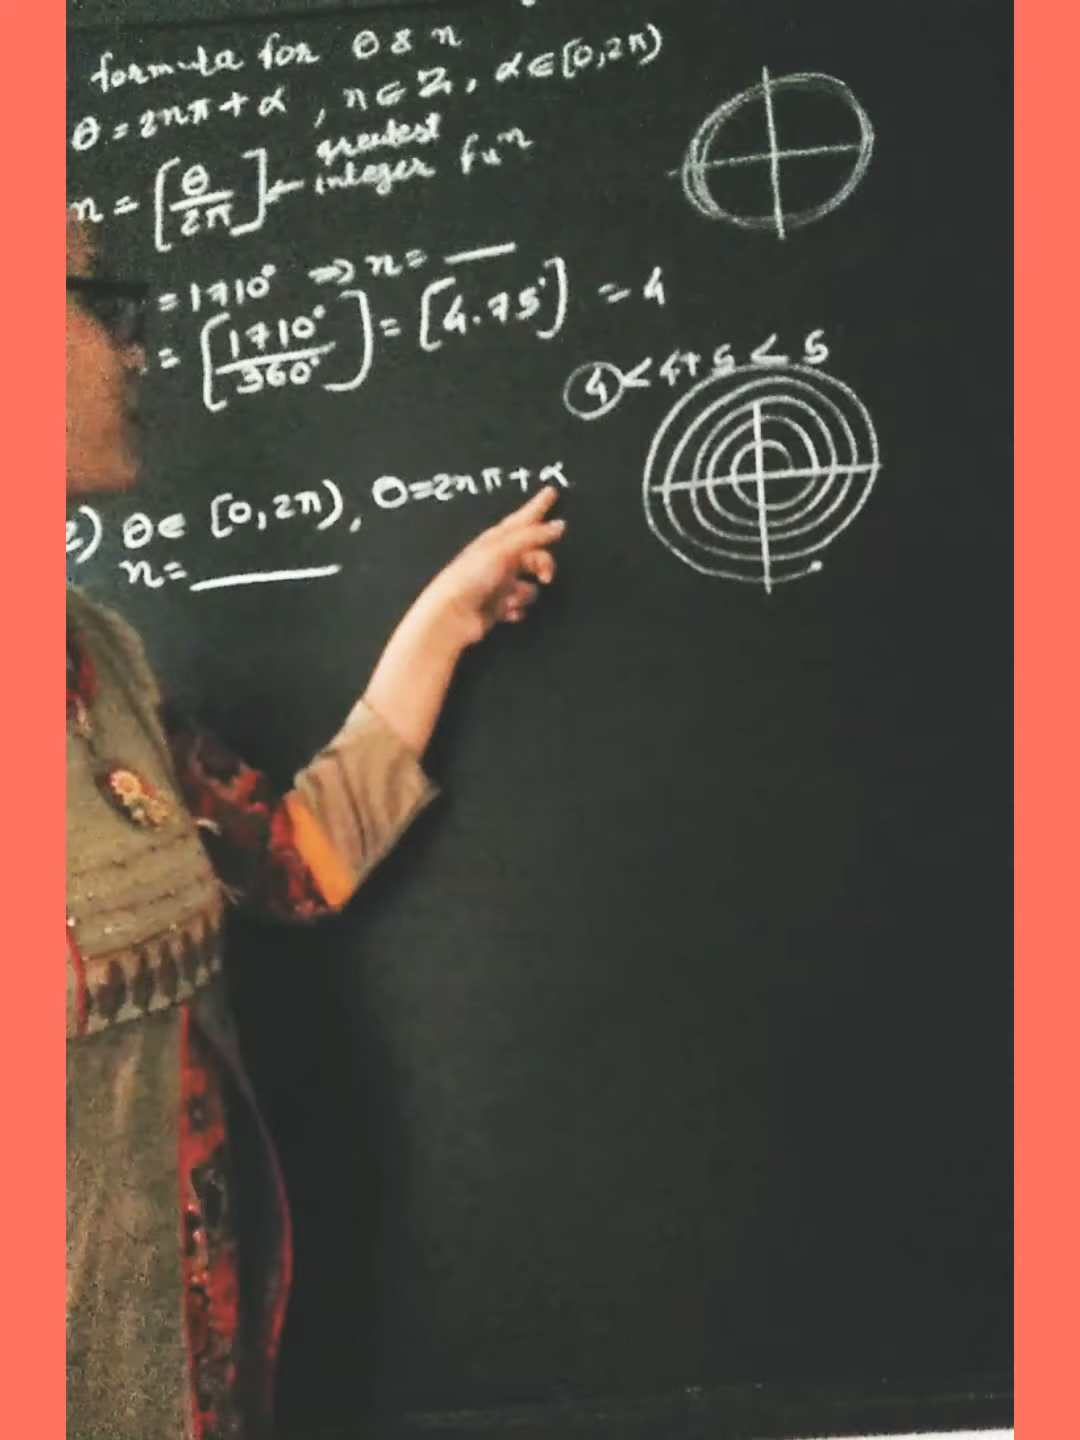 formula for θ & n
θ = 2nπ + α , n ∈ Z, α ∈ [0, 2π)
n = [θ/2π] ← greatest integer fuⁿ
= 1710° ⇒ n = ___
= [1710°/360°] = [4.75] = 4
4 < 4+5 < 5
2) θ ∈ [0, 2π), θ = 2nπ + α
n = ______